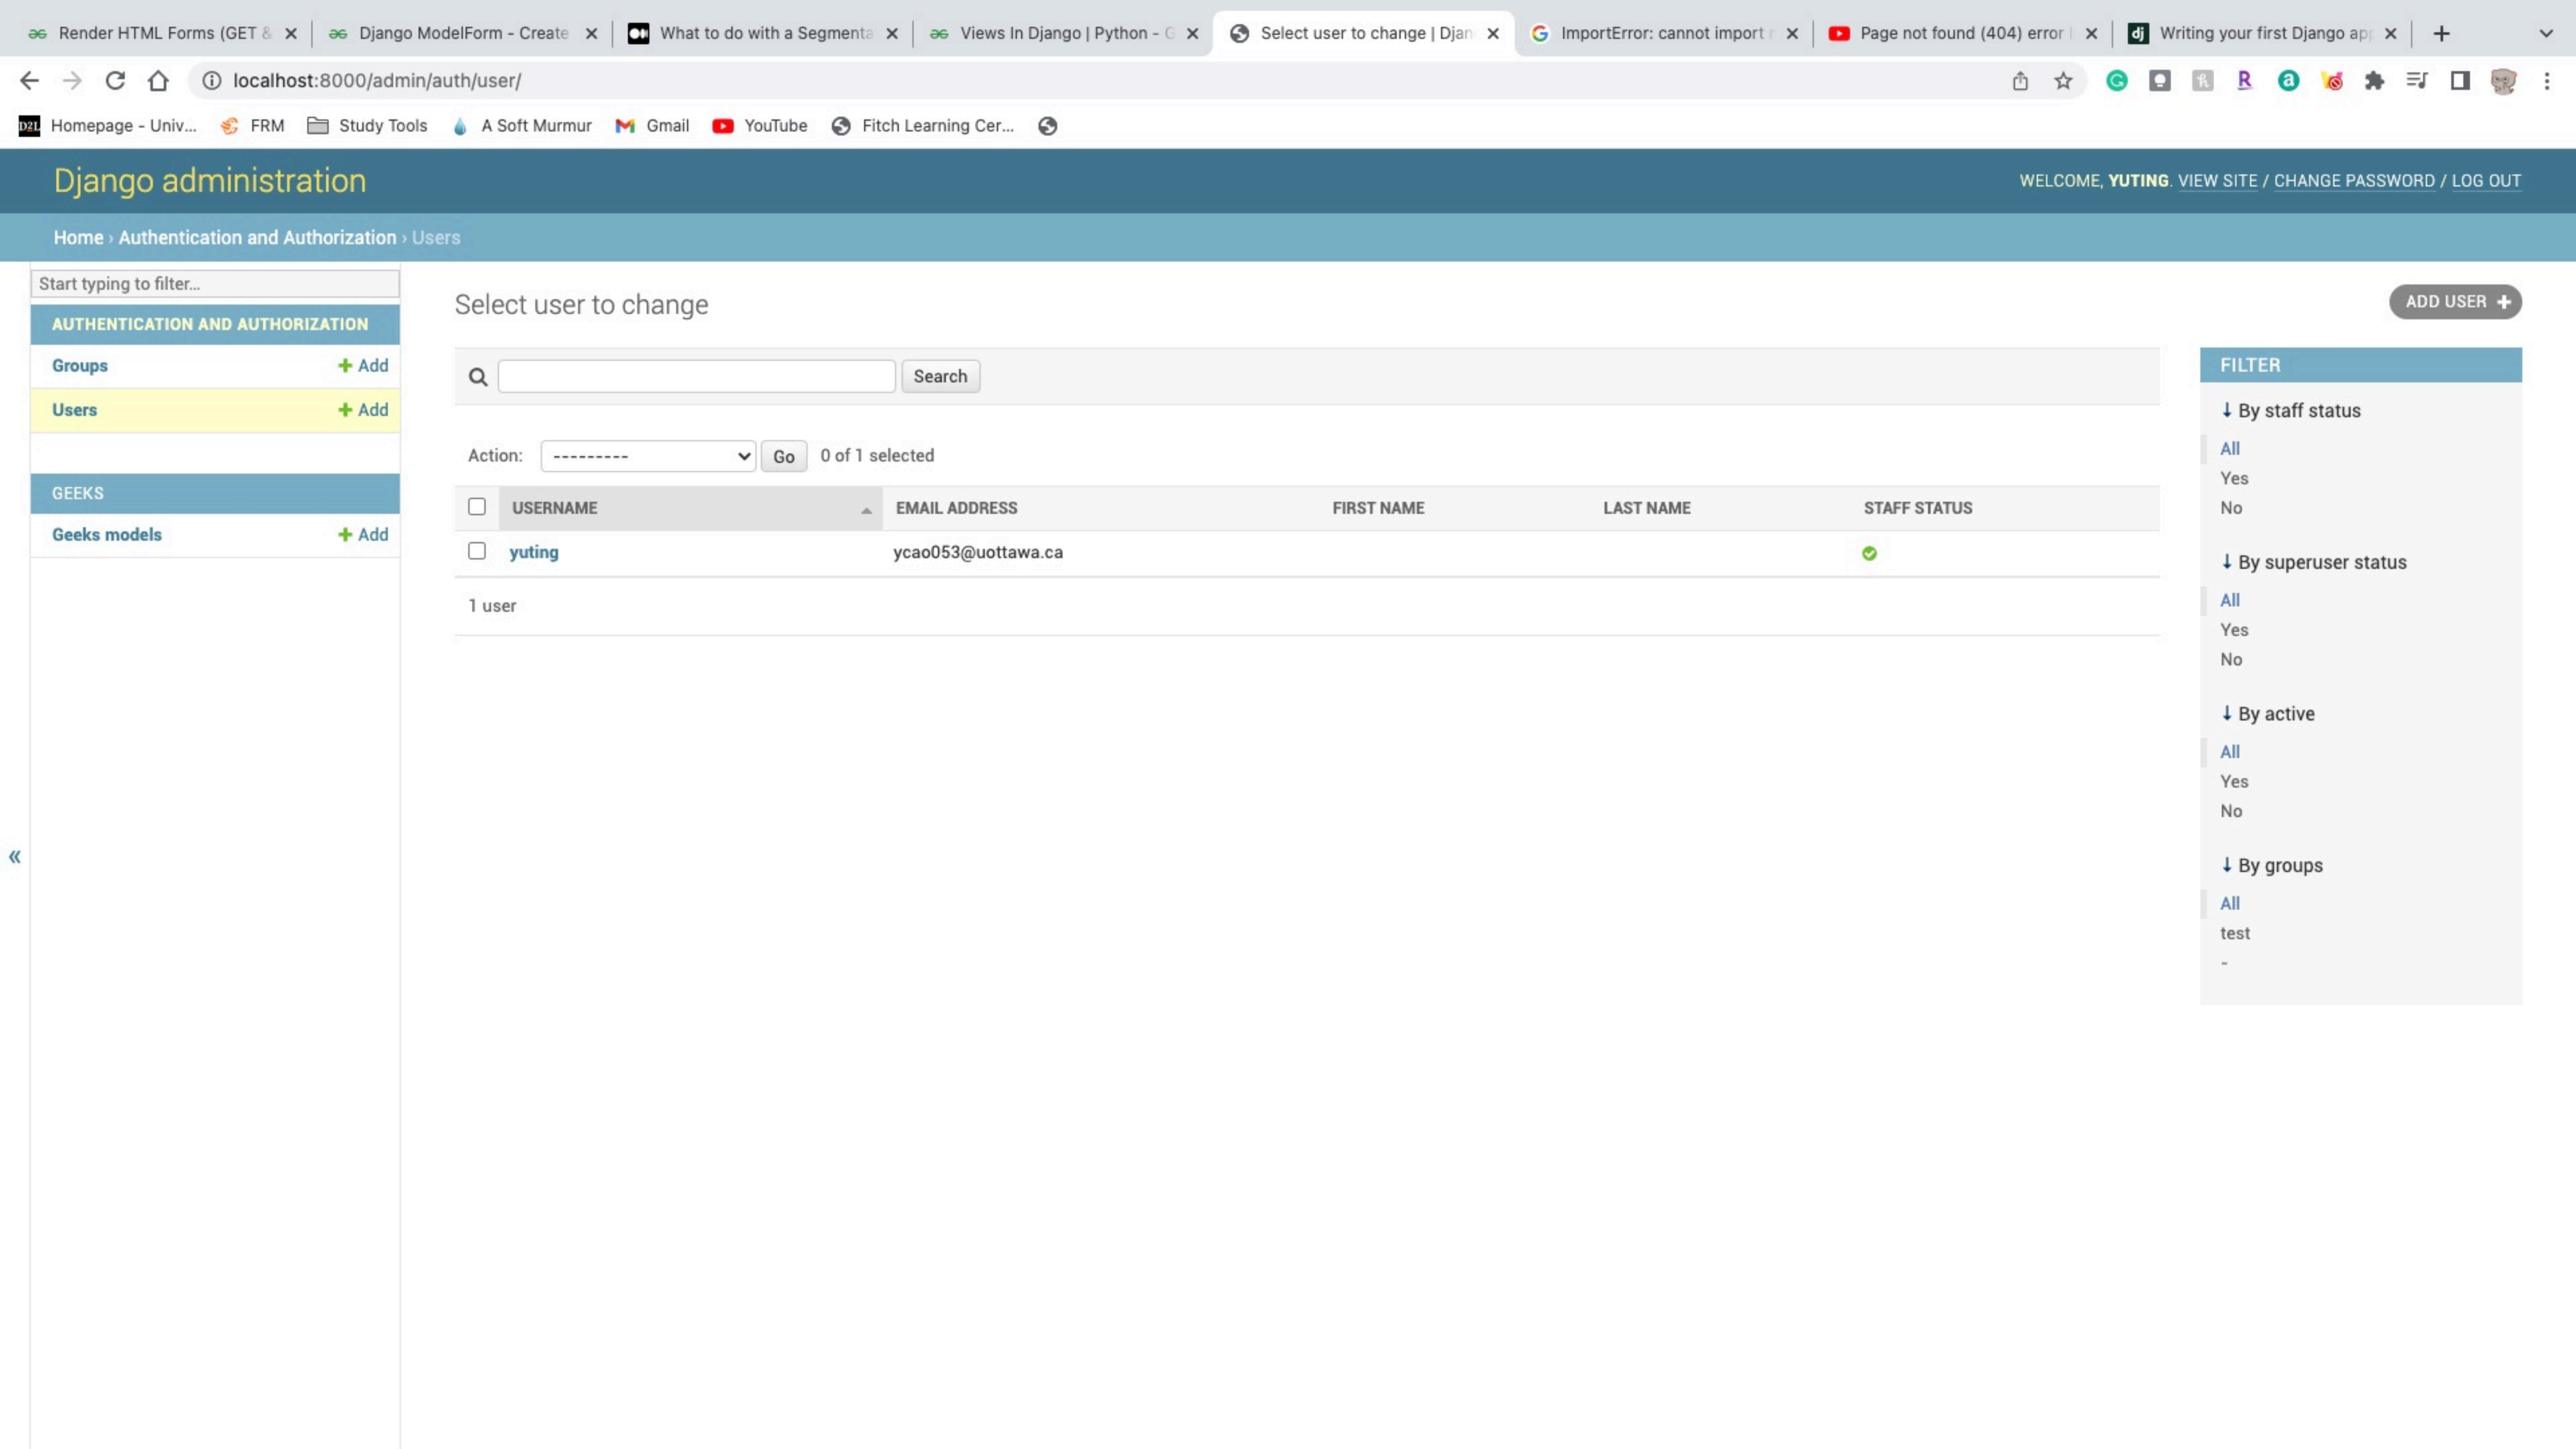 Render HTML Forms (GET & Django ModelForm - Create What to do with a Segmenta Views In Django | Python - G Select user to change | Djan ImportError: cannot import Page not found (404) error Writing your first Django app
localhost:8000/admin/auth/user/
Homepage - Univ... FRM Study Tools A Soft Murmur Gmail YouTube Fitch Learning Cer...
Django administration
WELCOME, YUTING. VIEW SITE / CHANGE PASSWORD / LOG OUT
Home › Authentication and Authorization › Users
Start typing to filter...
AUTHENTICATION AND AUTHORIZATION
Groups + Add
Users + Add
GEEKS
Geeks models + Add
Select user to change
ADD USER +
Search
Action: --------- Go 0 of 1 selected
USERNAME EMAIL ADDRESS FIRST NAME LAST NAME STAFF STATUS
yuting ycao053@uottawa.ca
1 user
FILTER
↓ By staff status
All
Yes
No
↓ By superuser status
All
Yes
No
↓ By active
All
Yes
No
↓ By groups
All
test
-
«